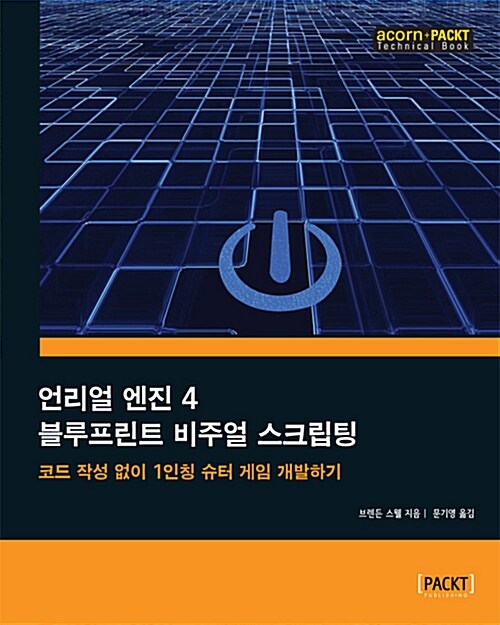 acorn+PACKT
Technical Book
언리얼 엔진 4
블루프린트 비주얼 스크립팅
코드 작성 없이 1인칭 슈터 게임 개발하기
브렌든 스웰 지음 | 문기영 옮김
[PACKT]
PUBLISHING